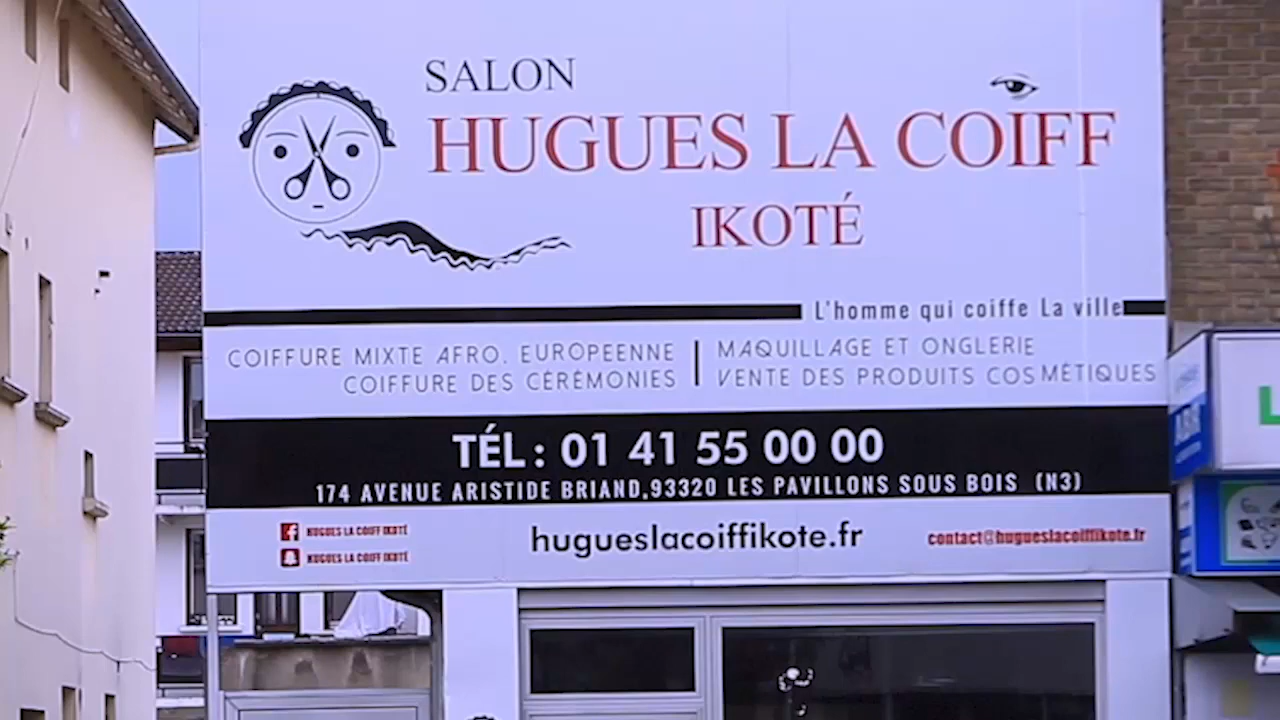 SALON
HUGUES LA COIFF
IKOTÉ
L'homme qui coiffe La ville
COIFFURE MIXTE AFRO. EUROPEENNE
COIFFURE DES CÉRÉMONIES
MAQUILLAGE ET ONGLERIE
VENTE DES PRODUITS COSMÉTIQUES
TÉL : 01 41 55 00 00
174 AVENUE ARISTIDE BRIAND,93320 LES PAVILLONS SOUS BOIS (N3)
HUGUES LA COIFF IKOTÉ
HUGUES LA COIFF IKOTÉ
hugueslacoiffikote.fr
contact@hugueslacoiffikote.fr